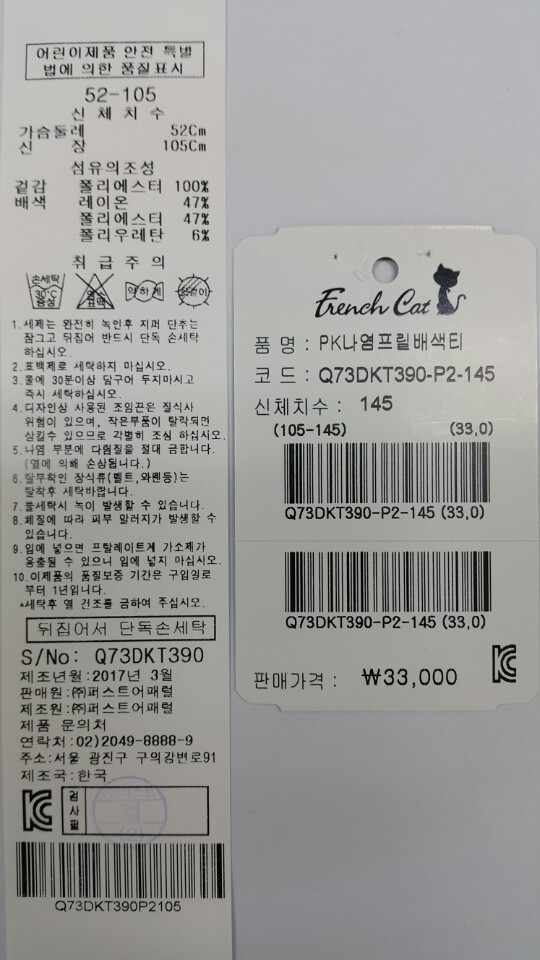 어린이제품 안전 특별
법에 의한 품질표시
52-105
신 체 치 수
가슴둘레 52Cm
신 장 105Cm
섬유의조성
겉감 폴리에스터 100%
배색 레이온 47%
폴리에스터 47%
폴리우레탄 6%
취 급 주 의
손세탁
30℃
중성
염소
표백
약하게
1.세제는 완전히 녹인후 지퍼 단추는
잠그고 뒤집어 반드시 단독 손세탁
하십시오.
2.표백제로 세탁하지 마십시오.
3.물에 30분이상 담구어 두지마시고
즉시 세탁하십시오.
4.디자인상 사용된 조임끈은 질식사
위험이 있으며, 작은부품이 탈락되면
삼킬수 있으므로 각별히 조심 하십시오.
5.나염 부분에 다림질을 절대 금합니다.
(열에 의해 손상됩니다.)
6.탈부착인 장식류(벨트,와펜등)는
탈착후 세탁바랍니다.
7.물세탁시 녹이 발생할 수 있습니다.
8.체질에 따라 피부 알러지가 발생할 수
있습니다.
9.입에 넣으면 프탈레이트계 가소제가
용출될 수 있으니 입에 넣지 마십시오.
10.이제품의 품질보증 기간은 구입일로
부터 1년입니다.
*세탁후 열 건조를 금하여 주십시오.
뒤집어서 단독손세탁
S/No: Q73DKT390
제조년월:2017년 3월
판매원:㈜퍼스트어패럴
제조원:㈜퍼스트어패럴
제품 문의처
연락처:02)2049-8888-9
주소:서울 광진구 구의강변로91
제조국:한국
검사필
Q73DKT390P2105
French Cat
품 명 : PK나염프릴배색티
코 드 : Q73DKT390-P2-145
신체치수 : 145
(105-145) (33,0)
Q73DKT390-P2-145 (33,0)
Q73DKT390-P2-145 (33,0)
판매가격 : ₩33,000